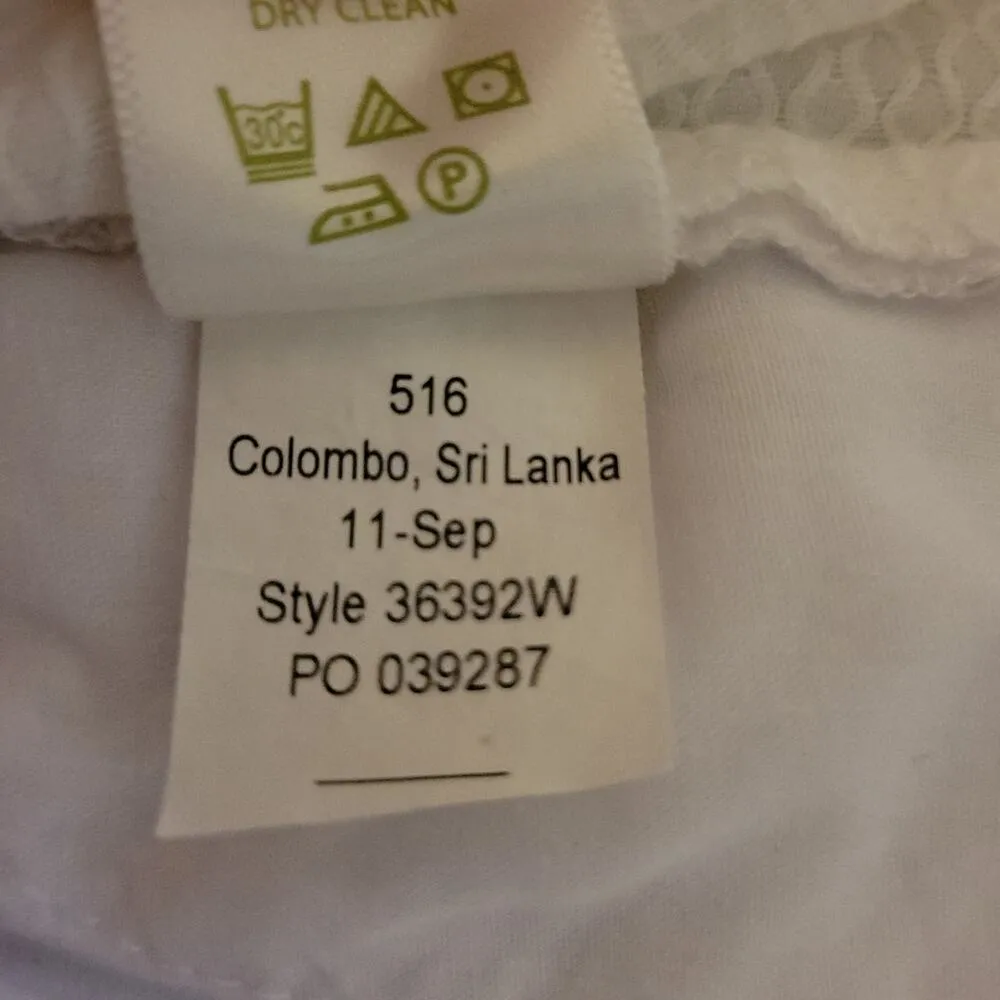 DRY CLEAN
30c
P
516
Colombo, Sri Lanka
11-Sep
Style 36392W
PO 039287